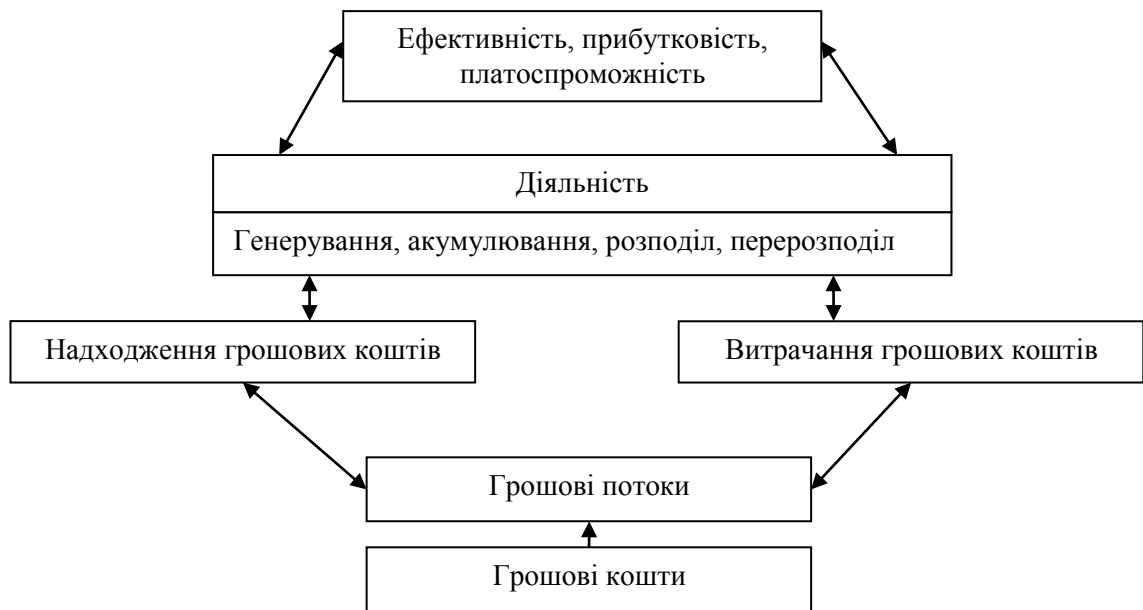 Ефективність, прибутковість,
платоспроможність
Діяльність
Генерування, акумулювання, розподіл, перерозподіл
Надходження грошових коштів
Витрачання грошових коштів
Грошові потоки
Грошові кошти